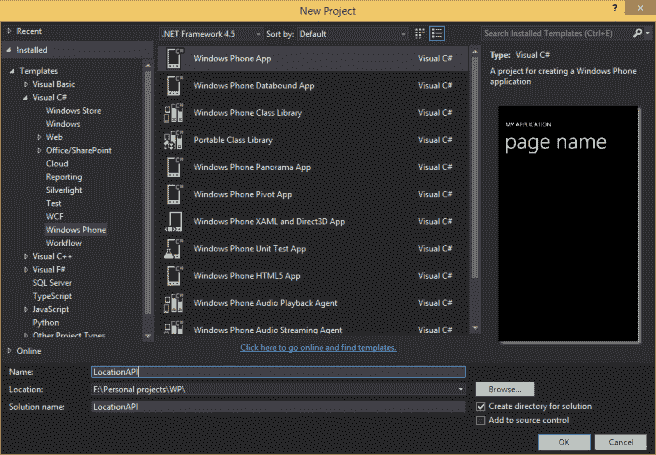 New Project
?
Recent
Installed
Templates
Visual Basic
Visual C#
Windows Store
Windows
Web
Office/SharePoint
Cloud
Reporting
Silverlight
Test
WCF
Windows Phone
Workflow
Visual C++
Visual F#
SQL Server
TypeScript
JavaScript
Python
Other Project Types
Online
.NET Framework 4.5 Sort by: Default
Windows Phone App Visual C#
Windows Phone Databound App Visual C#
Windows Phone Class Library Visual C#
Portable Class Library Visual C#
Windows Phone Panorama App Visual C#
Windows Phone Pivot App Visual C#
Windows Phone XAML and Direct3D App Visual C#
Windows Phone Unit Test App Visual C#
Windows Phone HTML5 App Visual C#
Windows Phone Audio Playback Agent Visual C#
Windows Phone Audio Streaming Agent Visual C#
Click here to go online and find templates.
Search Installed Templates (Ctrl+E)
Type: Visual C#
A project for creating a Windows Phone
application
MY APPLICATION
page name
Name: LocationAPI
Location: F:\Personal projects\WP\ Browse...
Solution name: LocationAPI
Create directory for solution
Add to source control
OK Cancel